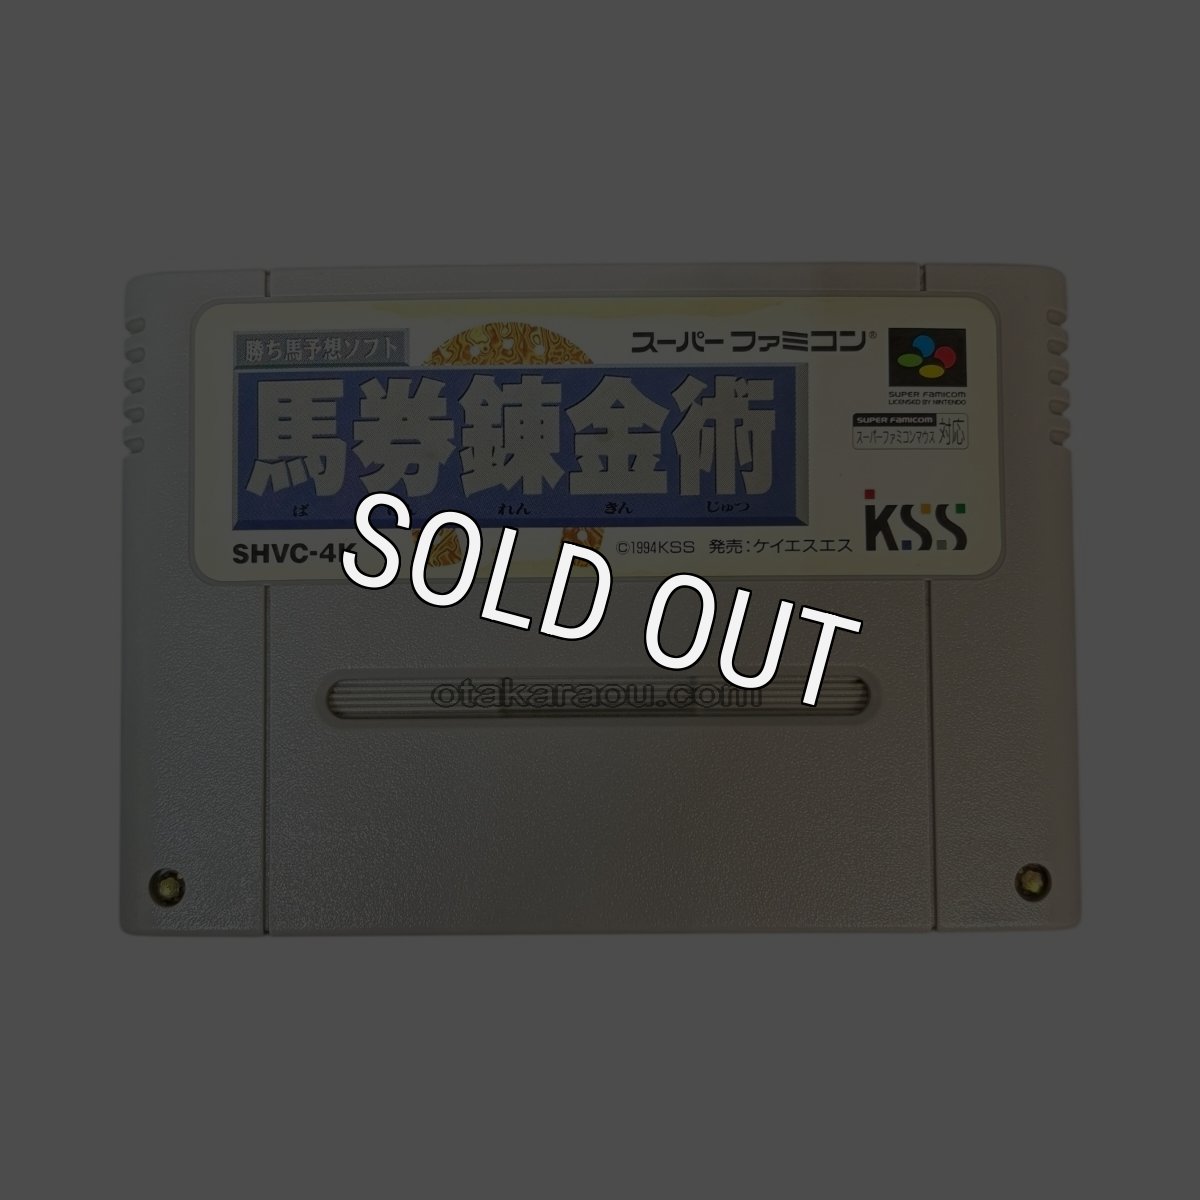 勝ち馬予想ソフト
スーパーファミコン®
馬券錬金術
ば れん きん じゅつ
SUPER FAMICOM
LICENSED BY NINTENDO
SUPER FAMICOM
スーパーファミコンマウス 対応
KSS
SHVC-4K
©1994KSS 発売:ケイエスエス
SOLD OUT
otakaraou.com